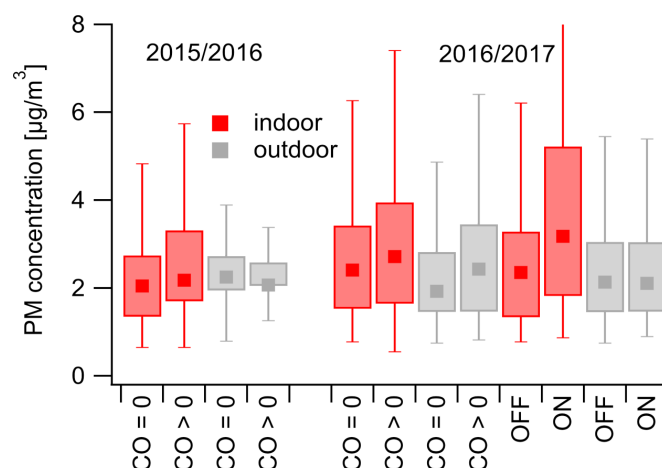 PM concentration [µg/m³]
8
6
4
2
0
2015/2016
2016/2017
indoor
outdoor
CO = 0
CO > 0
CO = 0
CO > 0
CO = 0
CO > 0
CO = 0
CO > 0
OFF
ON
OFF
ON